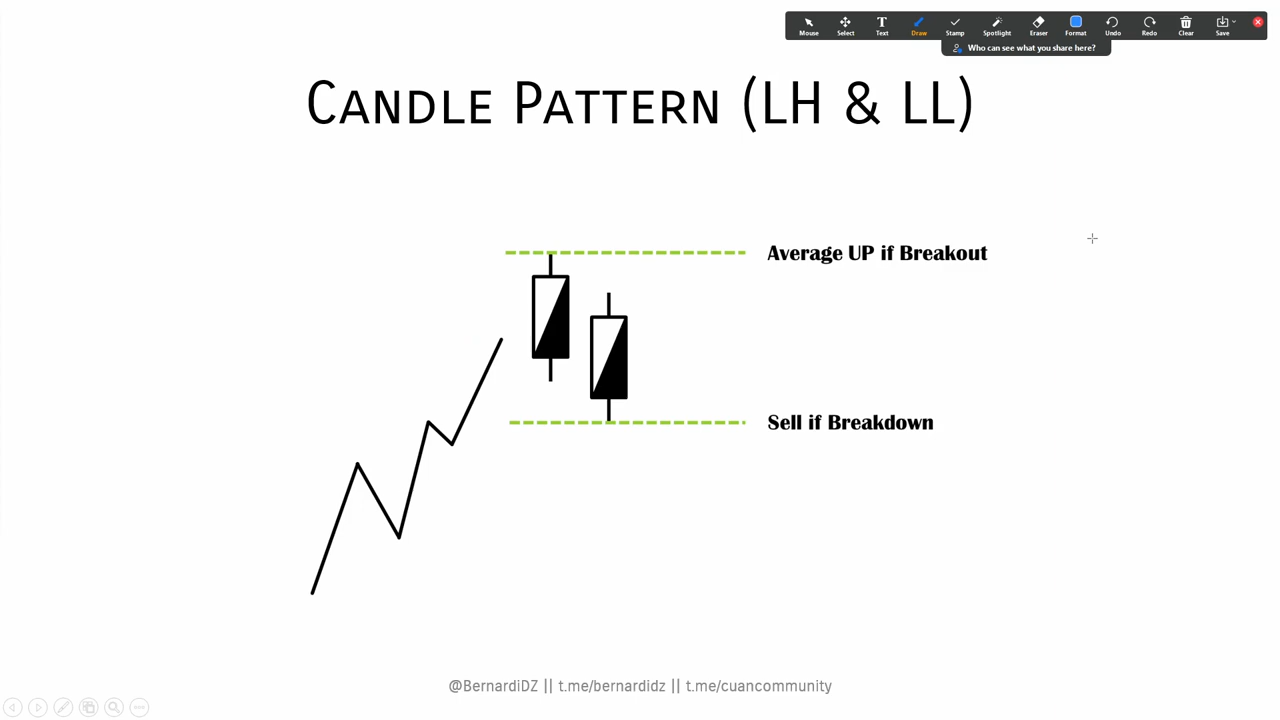 Mouse Select Text Draw Stamp Spotlight Eraser Format Undo Redo Clear Save
Who can see what you share here?
CANDLE PATTERN (LH & LL)
Average UP if Breakout
Sell if Breakdown
@BernardiDZ || t.me/bernardidz || t.me/cuancommunity